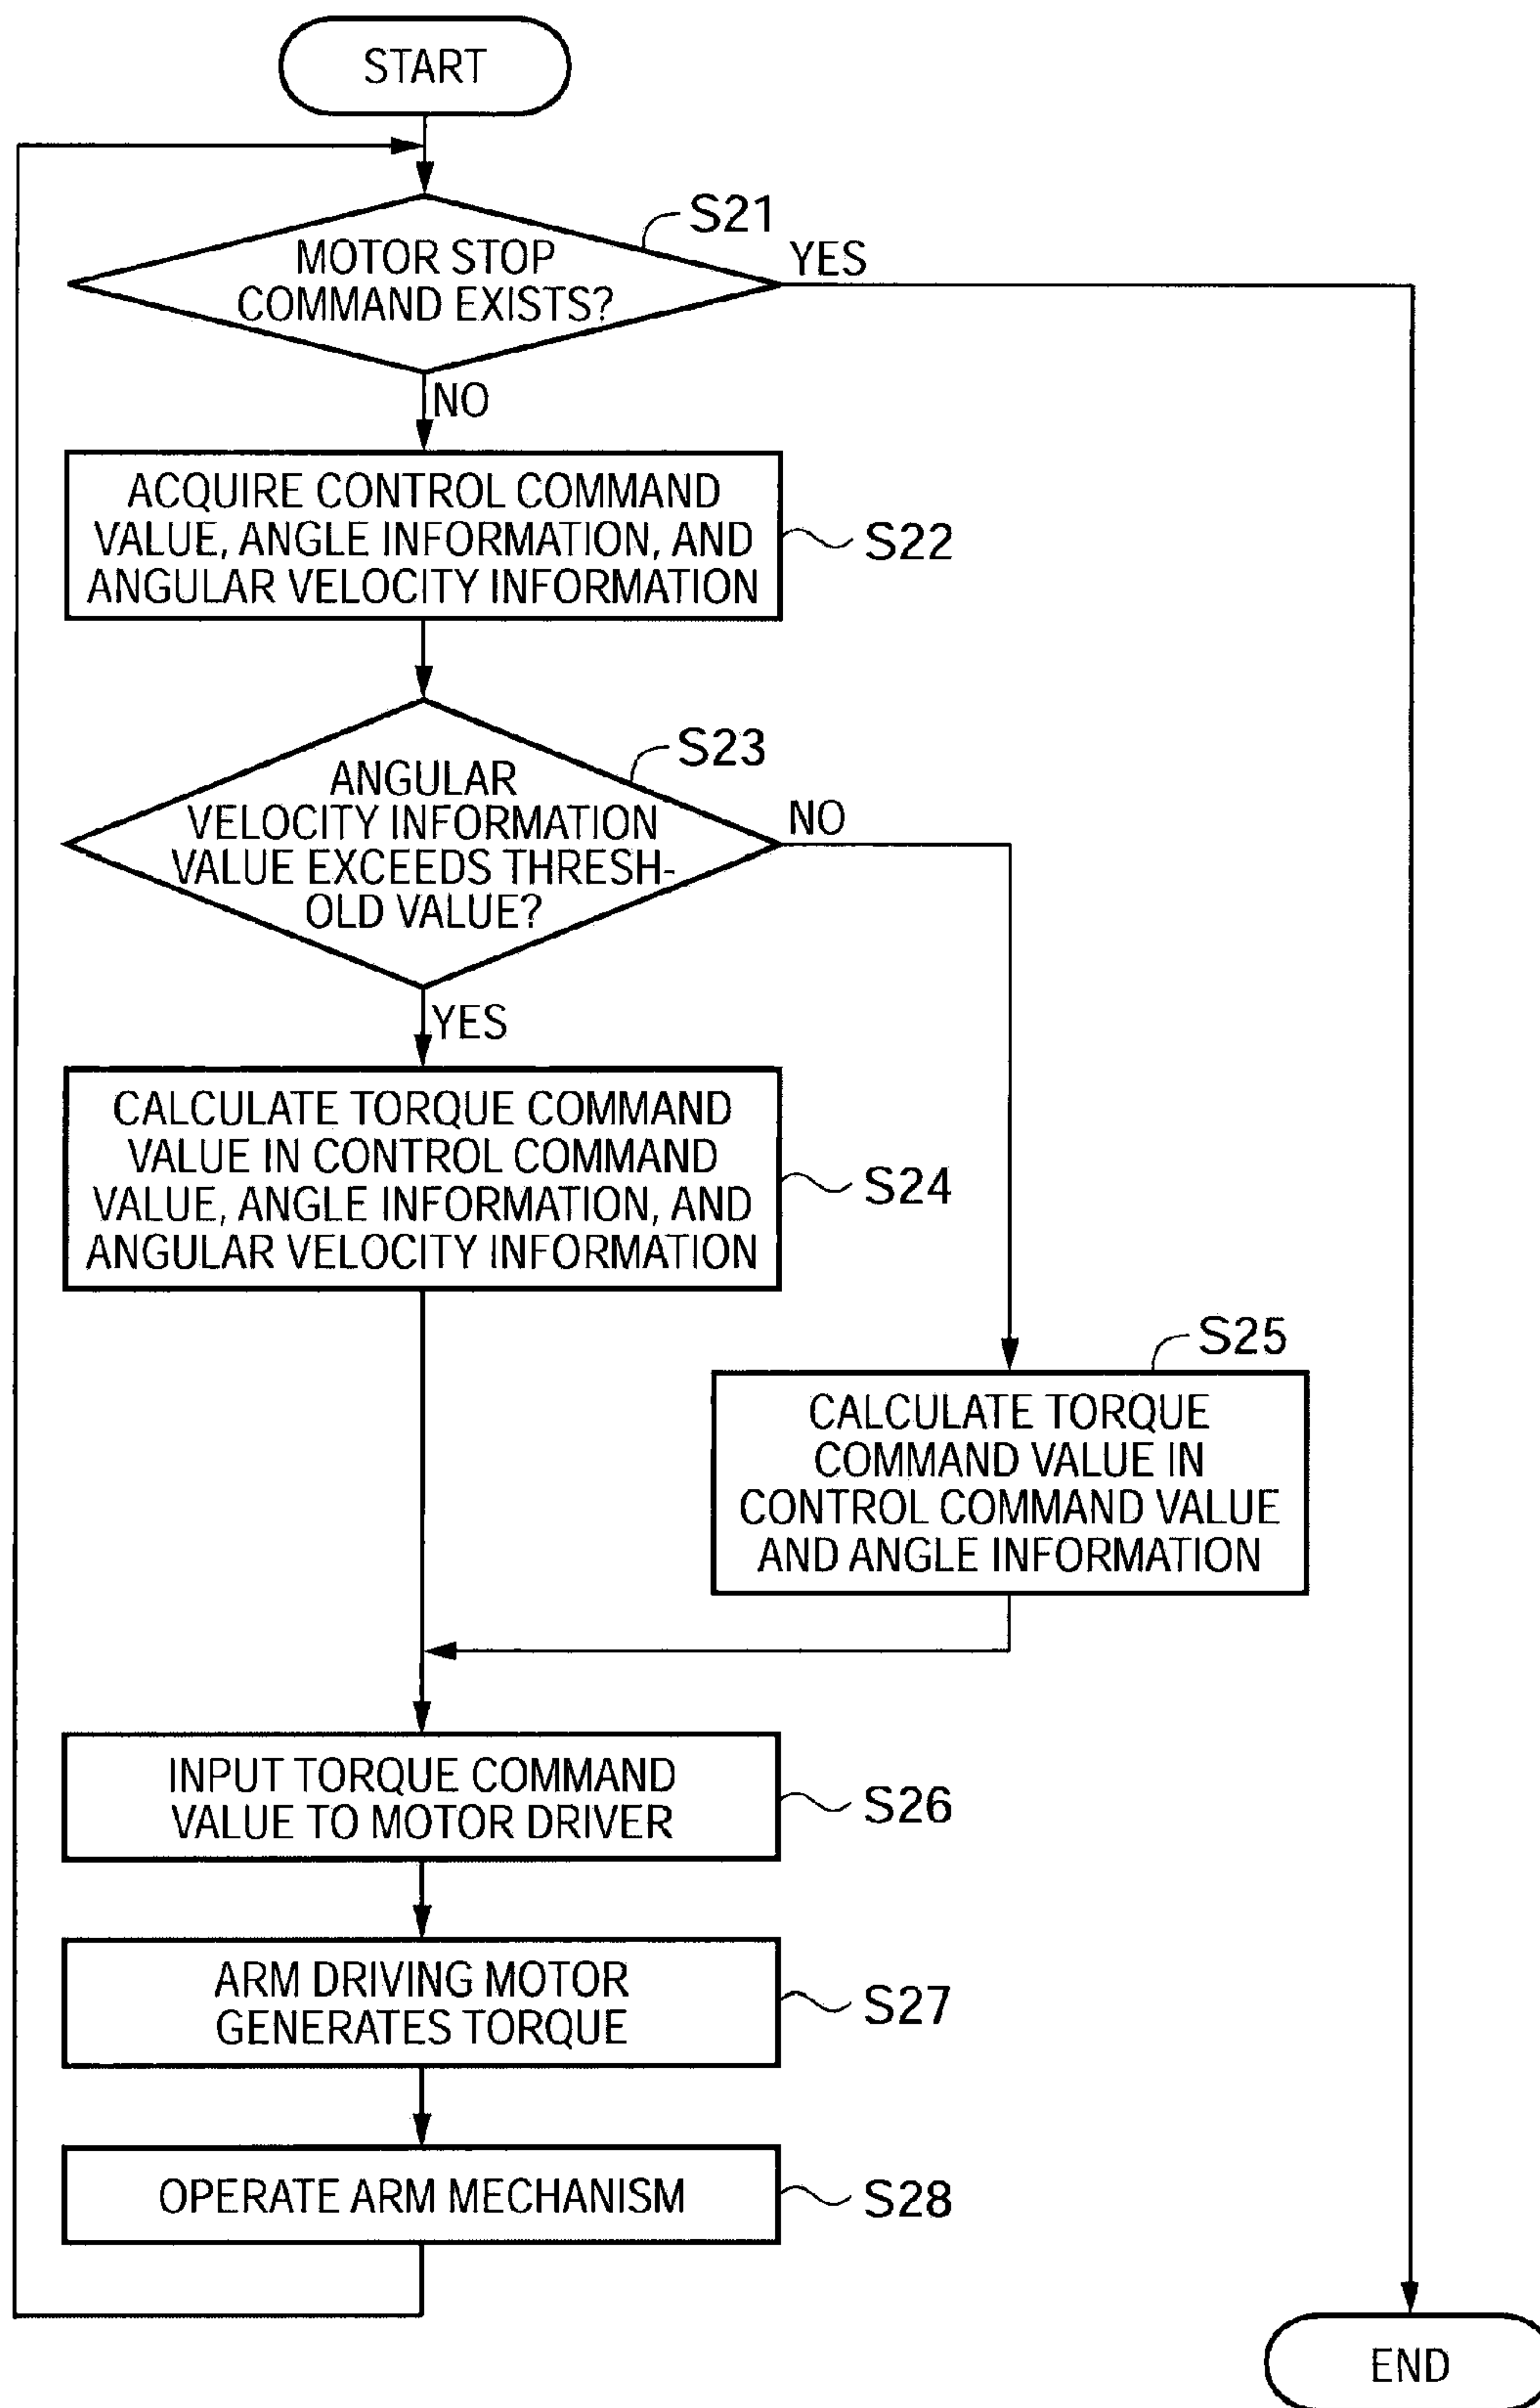 START
S21
MOTOR STOP
COMMAND EXISTS?
YES
NO
ACQUIRE CONTROL COMMAND
VALUE, ANGLE INFORMATION, AND
ANGULAR VELOCITY INFORMATION
S22
S23
ANGULAR
VELOCITY INFORMATION
VALUE EXCEEDS THRESH-
OLD VALUE?
NO
YES
CALCULATE TORQUE COMMAND
VALUE IN CONTROL COMMAND
VALUE, ANGLE INFORMATION, AND
ANGULAR VELOCITY INFORMATION
S24
S25
CALCULATE TORQUE
COMMAND VALUE IN
CONTROL COMMAND VALUE
AND ANGLE INFORMATION
INPUT TORQUE COMMAND
VALUE TO MOTOR DRIVER
S26
ARM DRIVING MOTOR
GENERATES TORQUE
S27
OPERATE ARM MECHANISM
S28
END